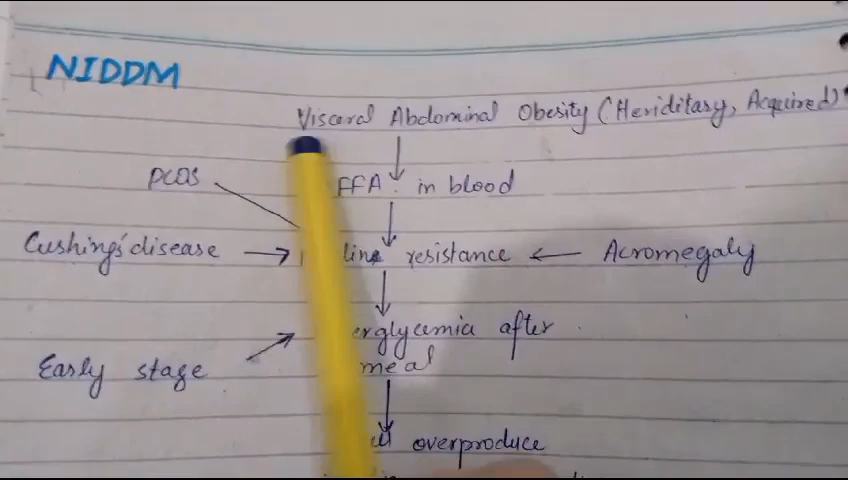 NIDDM
Visceral Abdominal Obesity (Heriditary, Acquired)
PCOS
FFA in blood
Cushing's disease
resistance
Acromegaly
after
Early stage
meal
overproduce